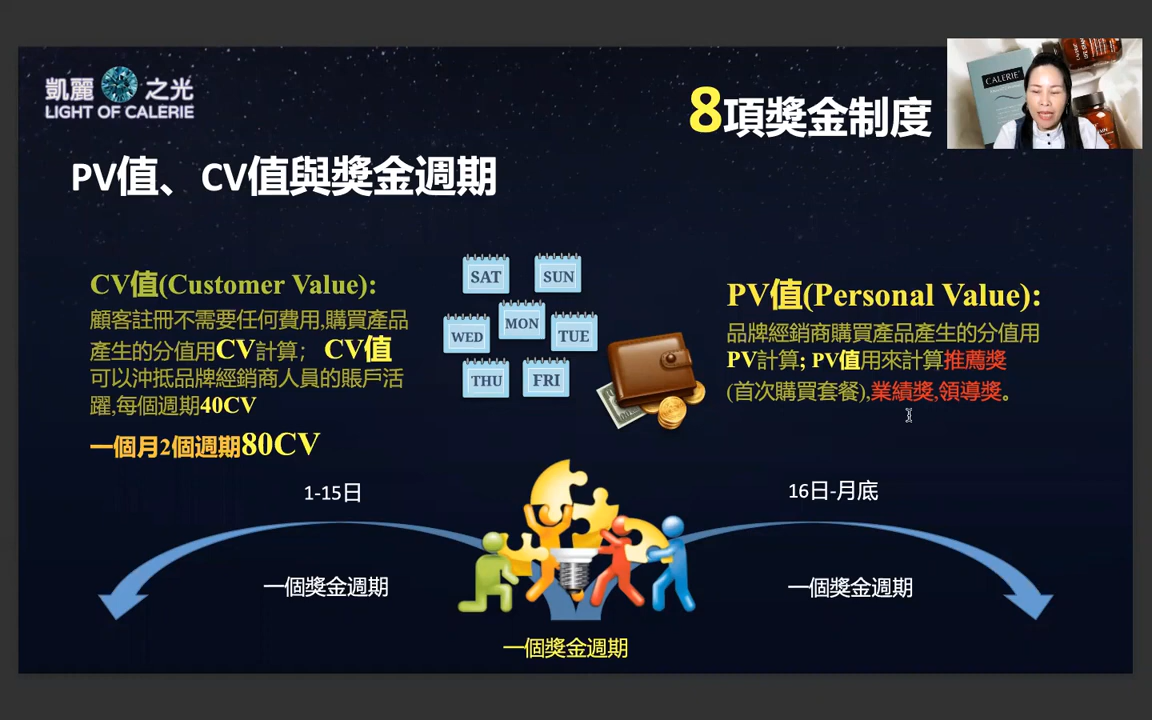 凱麗之光
LIGHT OF CALERIE
8項獎金制度
CALERIE
PV值、CV值與獎金週期
CV值(Customer Value):
顧客註冊不需要任何費用,購買產品
產生的分值用CV計算; CV值
可以沖抵品牌經銷商人員的賬戶活
躍,每個週期40CV
一個月2個週期80CV
SAT
SUN
WED
MON
TUE
THU
FRI
PV值(Personal Value):
品牌經銷商購買產品產生的分值用
PV計算; PV值用來計算推薦獎
(首次購買套餐),業績獎,領導獎。
1-15日
16日-月底
一個獎金週期
一個獎金週期
一個獎金週期